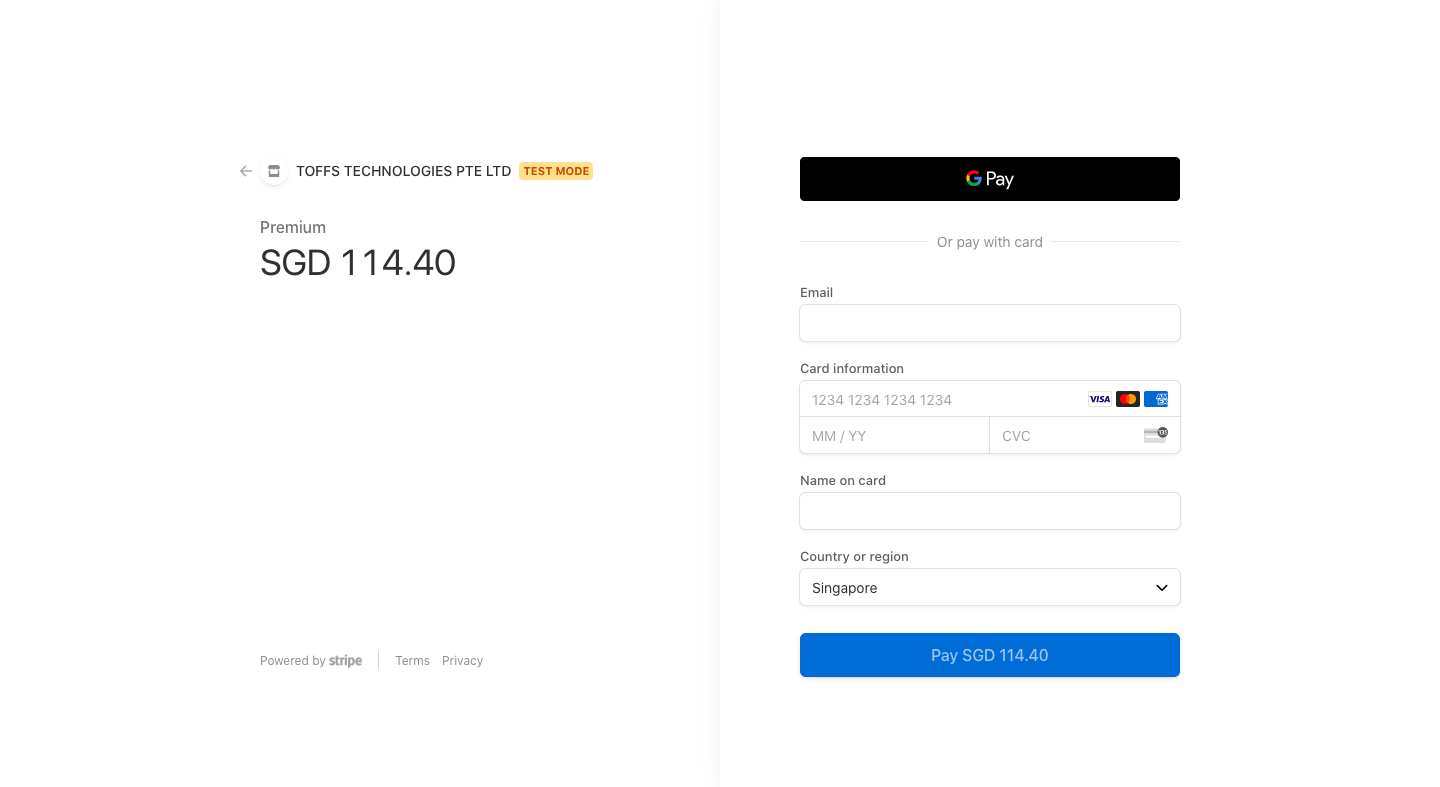 TOFFS TECHNOLOGIES PTE LTD TEST MODE
Premium
SGD 114.40
Powered by stripe
Terms Privacy
G Pay
Or pay with card
Email
Card information
1234 1234 1234 1234 VISA
MM / YY CVC
Name on card
Country or region
Singapore
Pay SGD 114.40